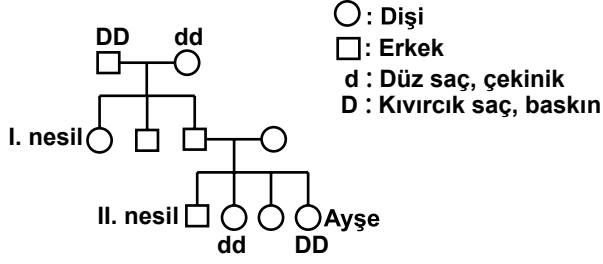 DD dd
: Dişi
: Erkek
d : Düz saç, çekinik
D : Kıvırcık saç, baskın
I. nesil
II. nesil
Ayşe
dd DD